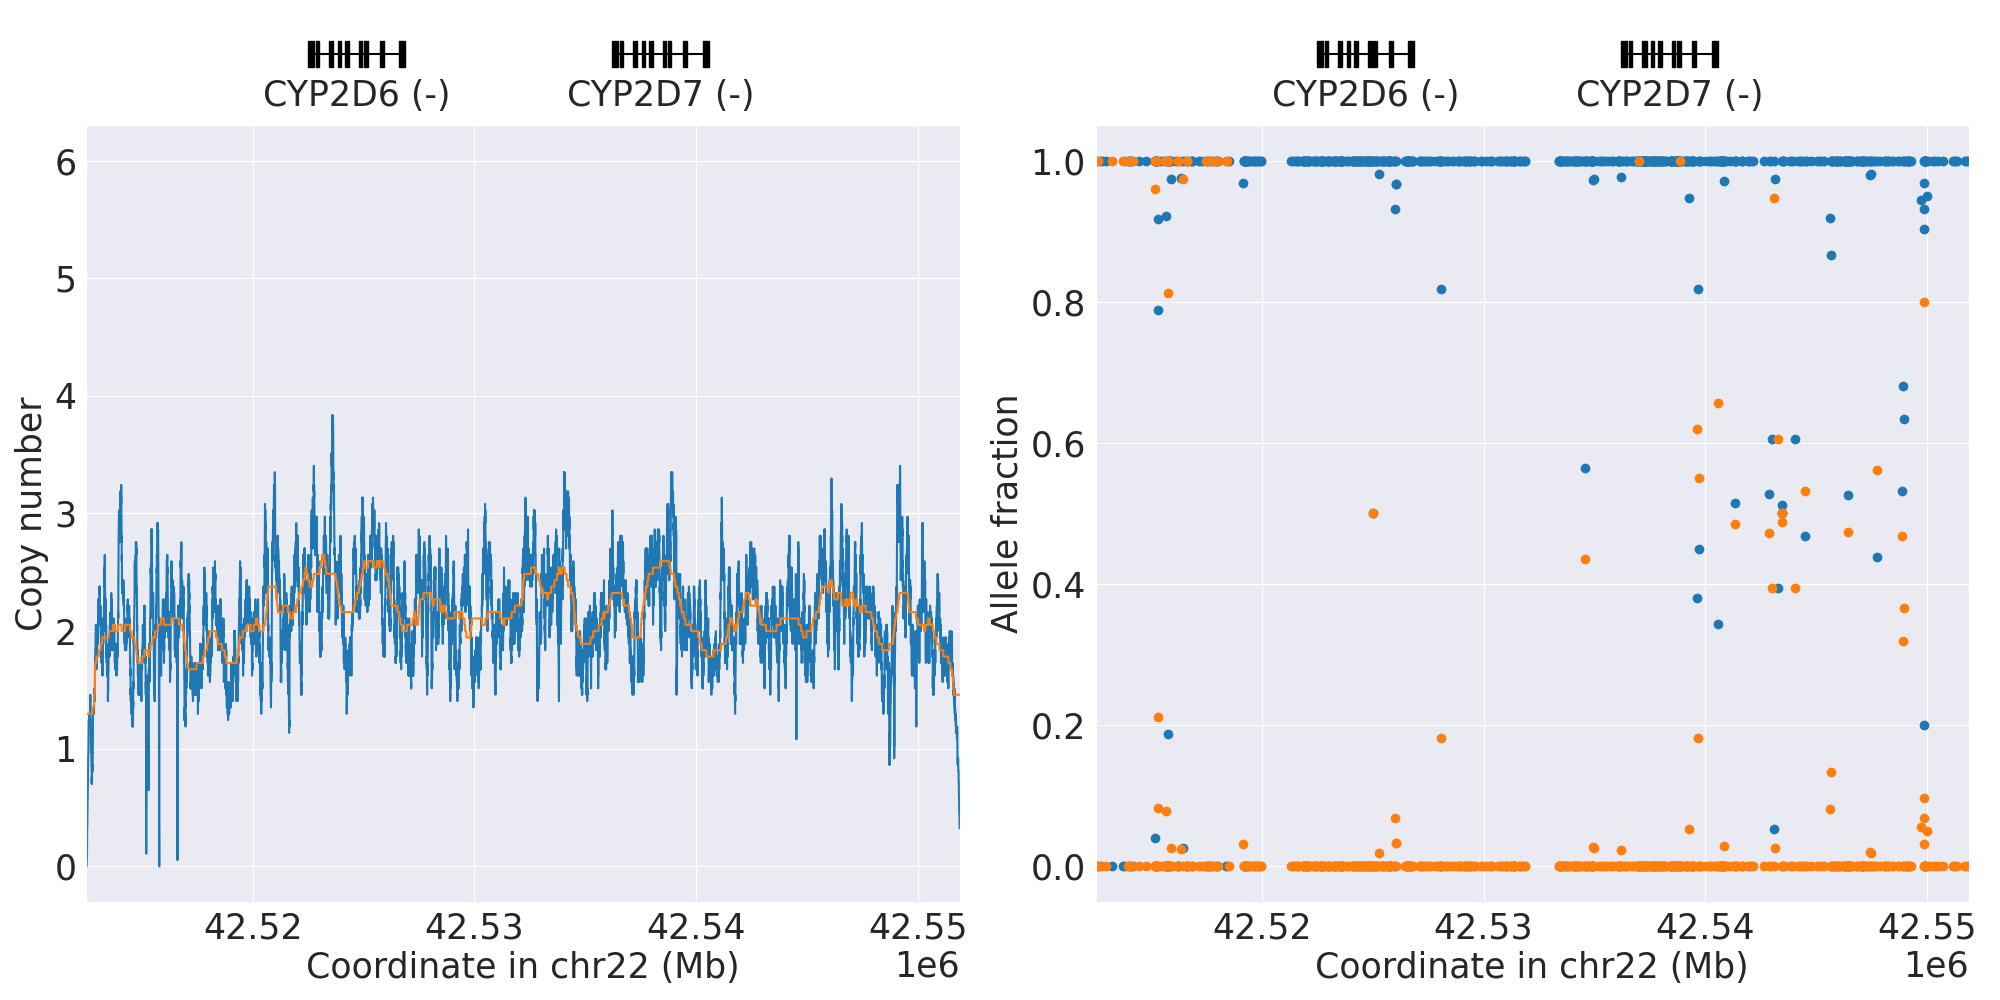 CYP2D6 (-) CYP2D7 (-)
6
5
4
3
2
1
0
Copy number
42.52 42.53 42.54 42.55
Coordinate in chr22 (Mb) 1e6
CYP2D6 (-) CYP2D7 (-)
1.0
0.8
0.6
0.4
0.2
0.0
Allele fraction
42.52 42.53 42.54 42.55
Coordinate in chr22 (Mb) 1e6